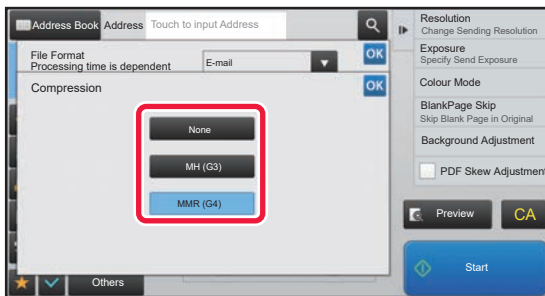 Address Book Address Touch to input Address
File Format
Processing time is dependent
E-mail
OK
Compression
OK
None
MH (G3)
MMR (G4)
Others
Resolution
Change Sending Resolution
Exposure
Specify Send Exposure
Colour Mode
BlankPage Skip
Skip Blank Page in Original
Background Adjustment
PDF Skew Adjustment
Preview
CA
Start